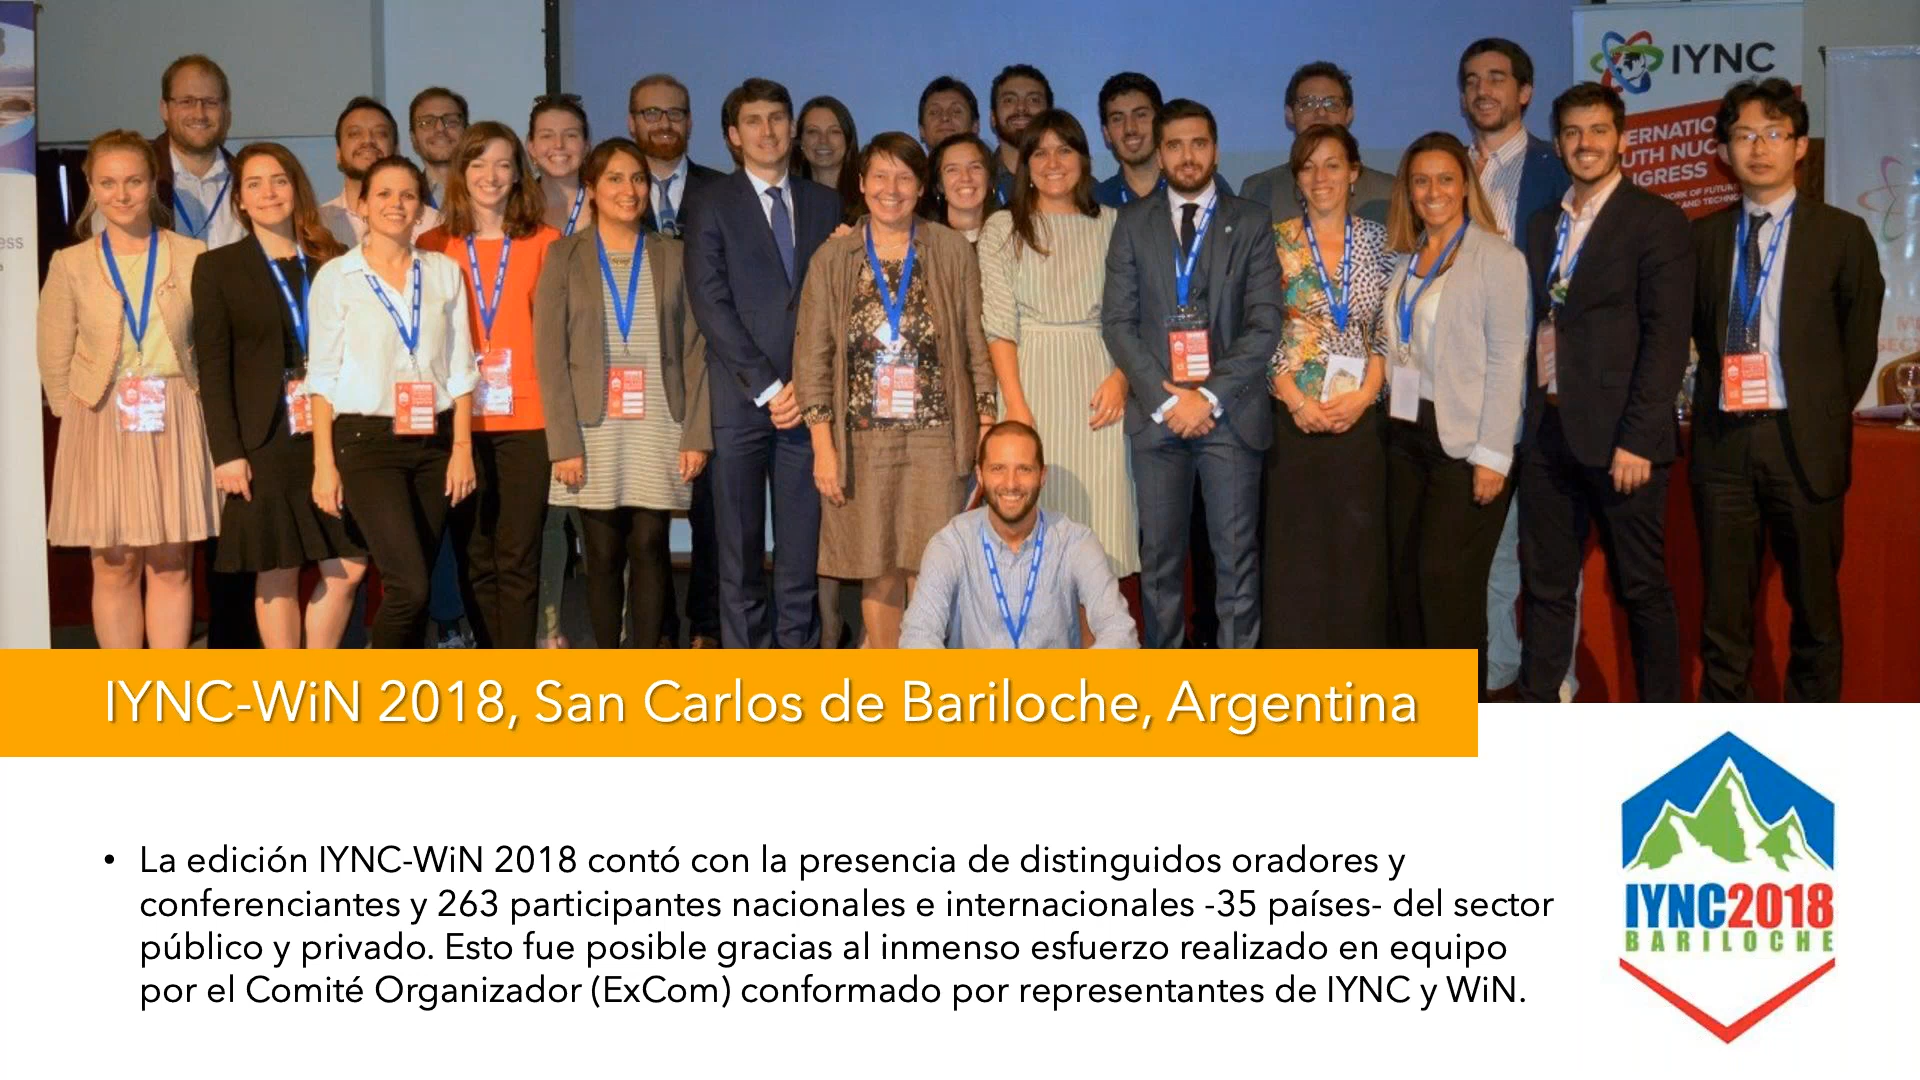 IYNC
ess
IYNC-WiN 2018, San Carlos de Bariloche, Argentina
• La edición IYNC-WiN 2018 contó con la presencia de distinguidos oradores y
conferenciantes y 263 participantes nacionales e internacionales -35 países- del sector
público y privado. Esto fue posible gracias al inmenso esfuerzo realizado en equipo
por el Comité Organizador (ExCom) conformado por representantes de IYNC y WiN.
IYNC2018
BARILOCHE